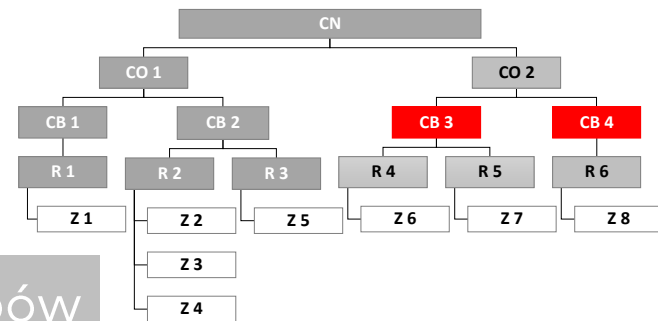 CN
CO 1 CO 2
CB 1 CB 2 CB 3 CB 4
R 1 R 2 R 3 R 4 R 5 R 6
Z 1 Z 2 Z 5 Z 6 Z 7 Z 8
Z 3
Z 4